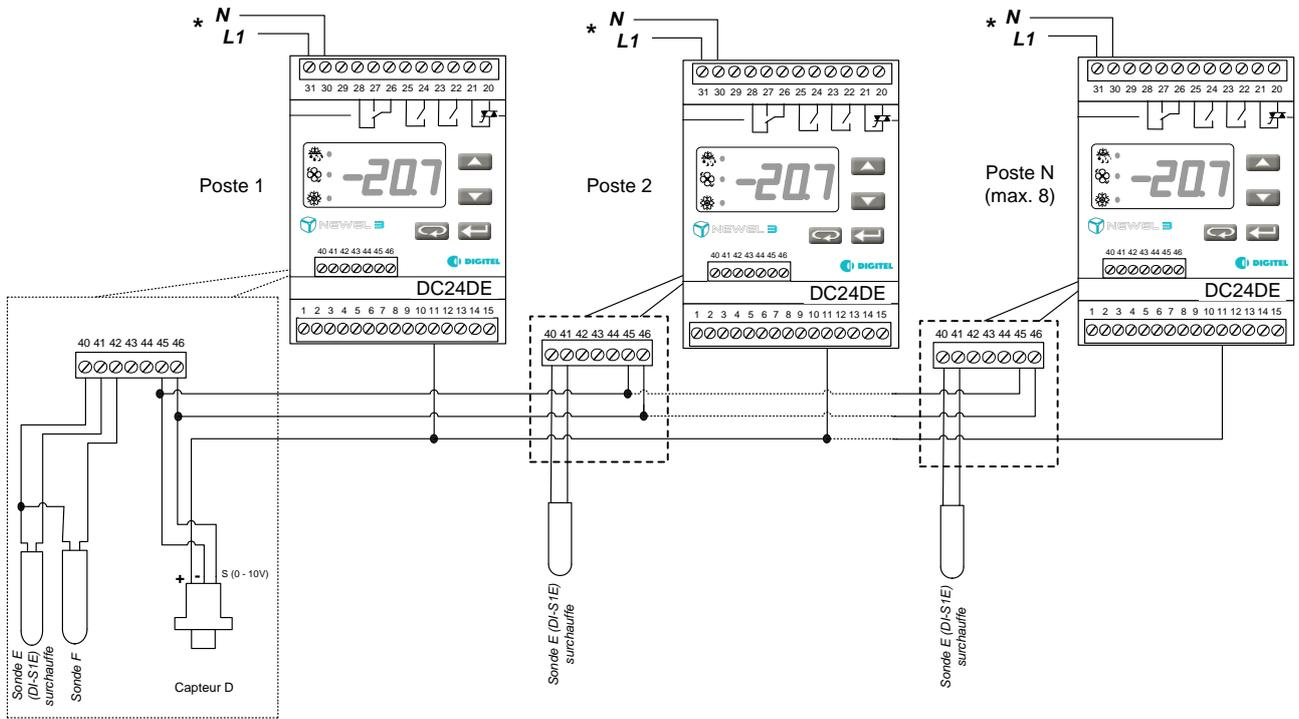 * N
L1
31 30 29 28 27 26 25 24 23 22 21 20
-20.7
NEWEL 3
40 41 42 43 44 45 46
DIGITEL
DC24DE
1 2 3 4 5 6 7 8 9 10 11 12 13 14 15
Poste 1
* N
L1
31 30 29 28 27 26 25 24 23 22 21 20
-20.7
NEWEL 3
40 41 42 43 44 45 46
DIGITEL
DC24DE
1 2 3 4 5 6 7 8 9 10 11 12 13 14 15
Poste 2
* N
L1
31 30 29 28 27 26 25 24 23 22 21 20
-20.7
NEWEL 3
40 41 42 43 44 45 46
DIGITEL
DC24DE
1 2 3 4 5 6 7 8 9 10 11 12 13 14 15
Poste N
(max. 8)
40 41 42 43 44 45 46
+ - S (0 - 10V)
Sonde E
(DI-S1E)
surchauffe
Sonde F
Capteur D
40 41 42 43 44 45 46
Sonde E (DI-S1E)
surchauffe
40 41 42 43 44 45 46
Sonde E (DI-S1E)
surchauffe